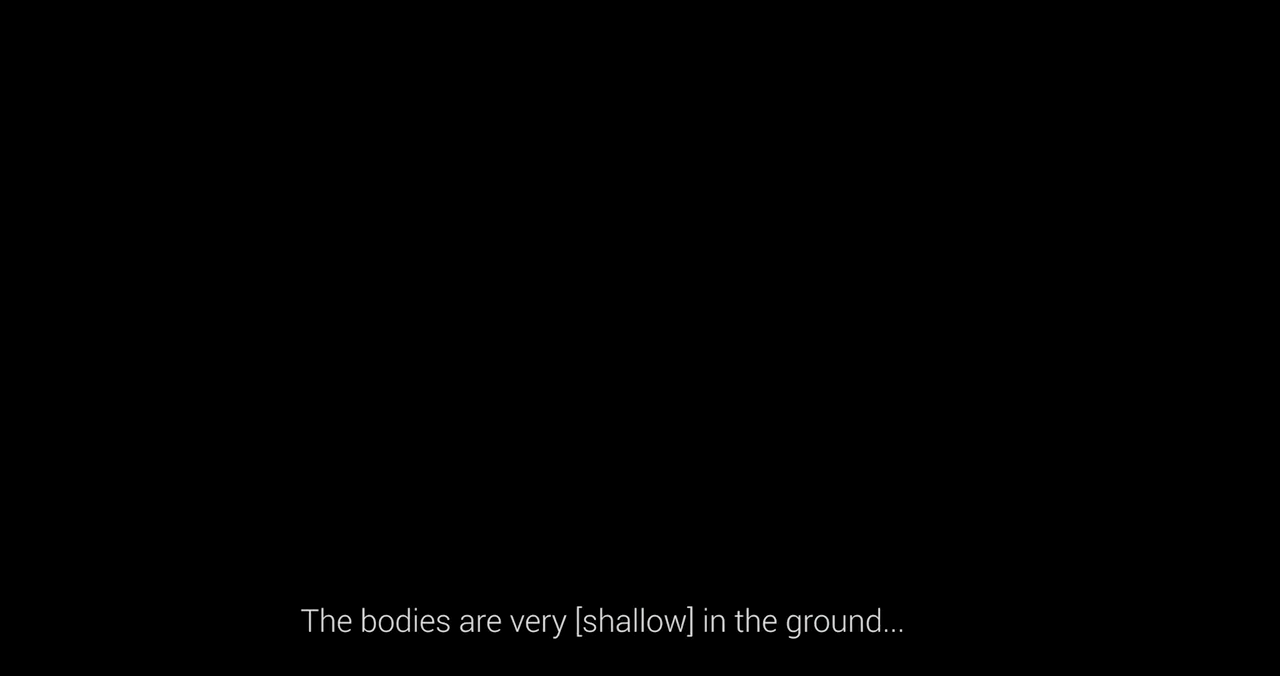 The bodies are very [shallow] in the ground...